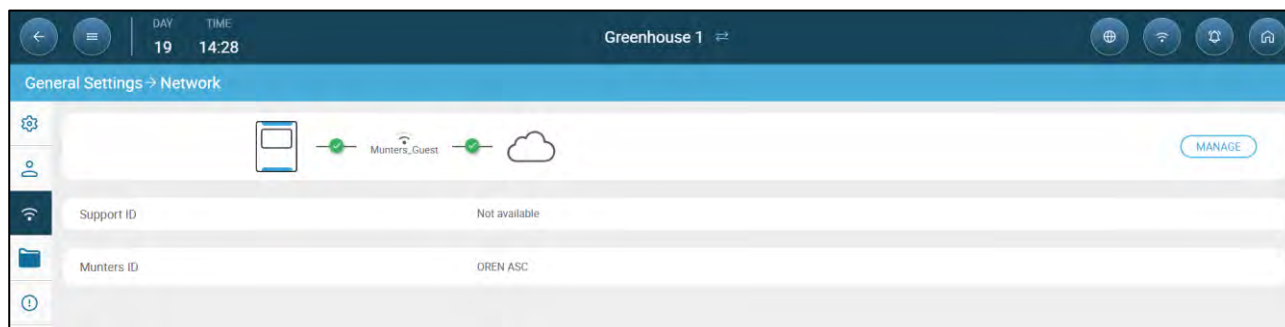 DAY TIME
19 14:28
Greenhouse 1
General Settings → Network
Munters_Guest
MANAGE
Support ID Not available
Munters ID OREN ASC